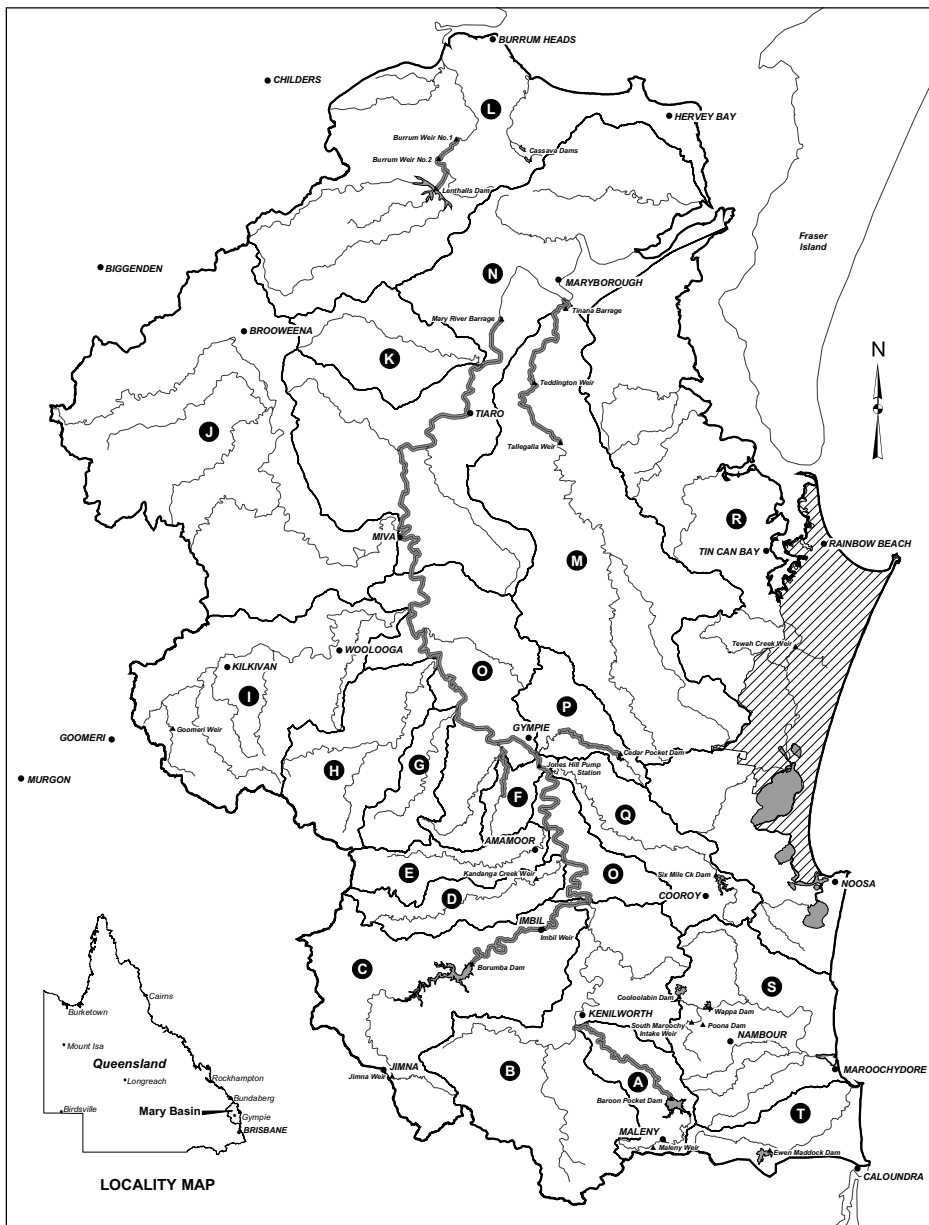 BURRUM HEADS
CHILDERS
L
HERVEY BAY
Burrum Weir No.1
Cassava Dams
Burrum Weir No.2
Lenthalls Dam
Fraser
Island
BIGGENDEN
N
MARYBOROUGH
Tinana Barrage
Mary River Barrage
BROOWEENA
N
K
Teddington Weir
TIARO
J
Tallegalla Weir
R
MIVA
TIN CAN BAY
RAINBOW BEACH
M
Tewah Creek Weir
WOOLOOGA
KILKIVAN
O
I
P
Goomeri Weir
GOOMERI
GYMPIE
Cedar Pocket Dam
H
G
Jones Hill Pump
Station
MURGON
F
Q
AMAMOOR
E
Kandanga Creek Weir
O
Six Mile Ck Dam
D
COOROY
NOOSA
IMBIL
Imbil Weir
C
Borumba Dam
S
Cooloolabin Dam
Wappa Dam
KENILWORTH
South Maroochy
Intake Weir
Poona Dam
NAMBOUR
JIMNA
Jimna Weir
B
A
MAROOCHYDORE
Baroon Pocket Dam
T
MALENY
Maleny Weir
Ewen Maddock Dam
CALOUNDRA
Cairns
Burketown
Mount Isa
Queensland
Longreach
Rockhampton
Bundaberg
Birdsville
Mary Basin
Gympie
BRISBANE
LOCALITY MAP